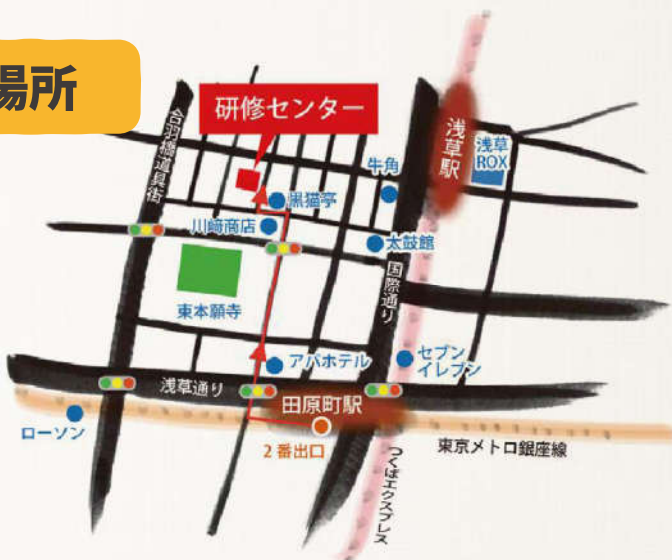 場所
研修センター
合羽橋道具街
浅草駅
浅草
ROX
牛角
黒猫亭
川崎商店
太鼓館
国際通り
東本願寺
アパホテル
セブン
イレブン
浅草通り
田原町駅
ローソン
2番出口
東京メトロ銀座線
つくばエクスプレス